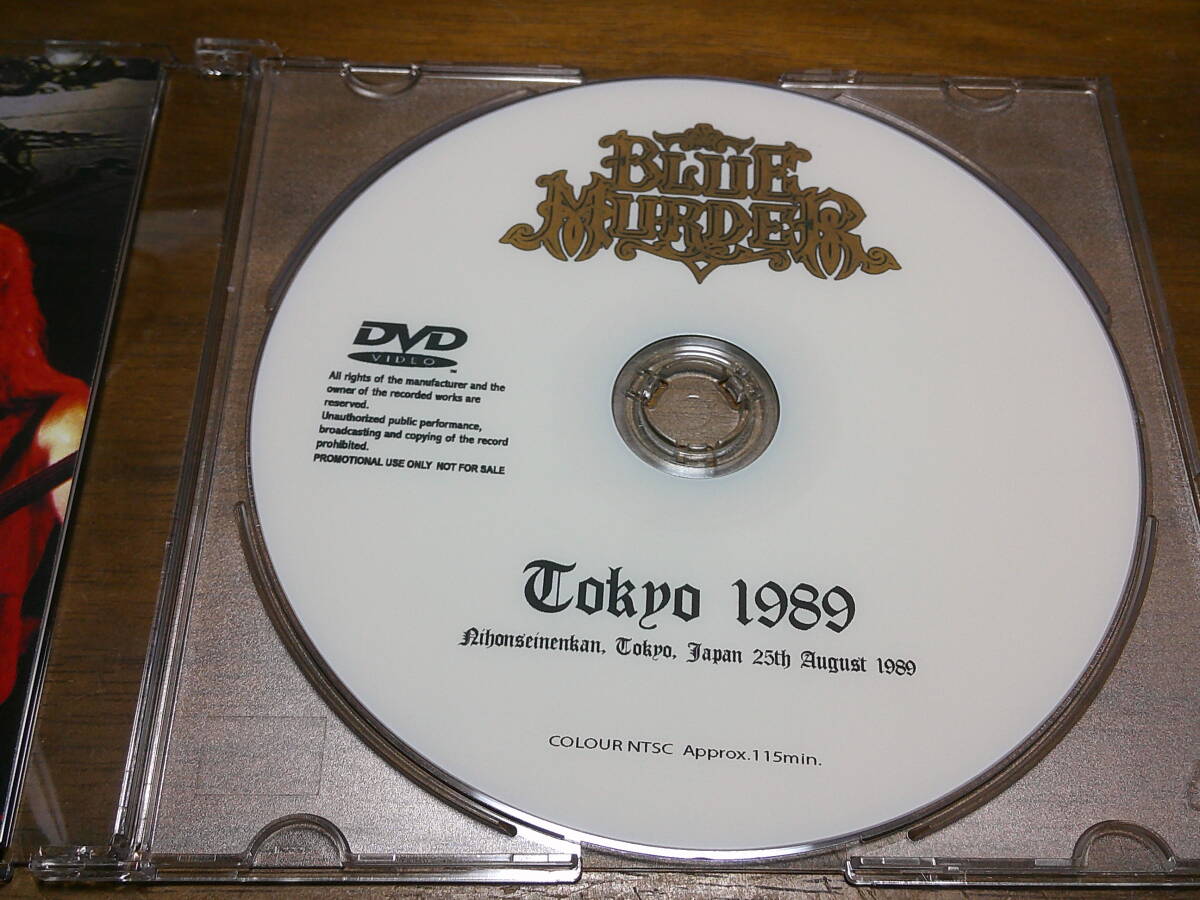 BLUE
MURDER
DVD
VIDEO
TM
All rights of the manufacturer and the
owner of the recorded works are
reserved.
Unauthorized public performance,
broadcasting and copying of the record
prohibited.
PROMOTIONAL USE ONLY NOT FOR SALE
Tokyo 1989
Nihonseinenkan, Tokyo, Japan 25th August 1989
COLOUR NTSC Approx.115min.